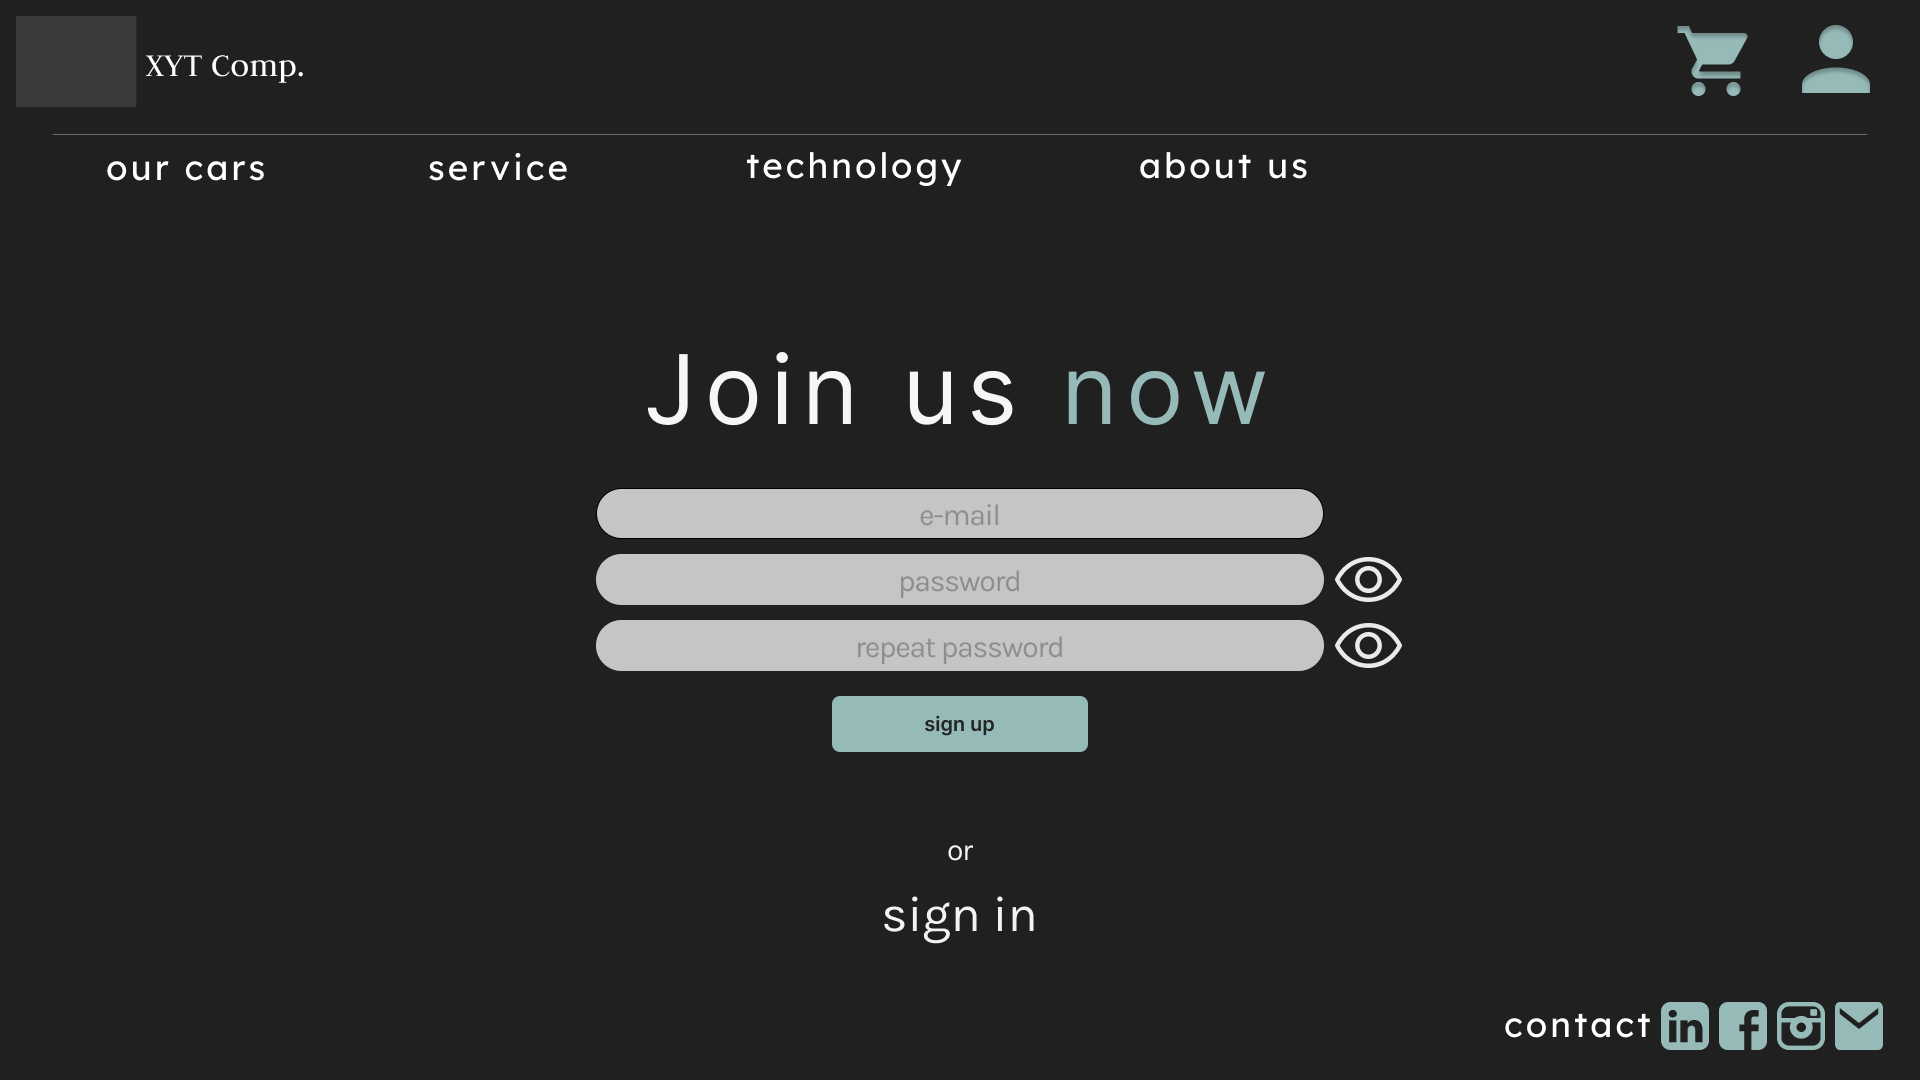 XYT Comp.
our cars service technology about us
Join us now
e-mail
password
repeat password
sign up
or
sign in
contact